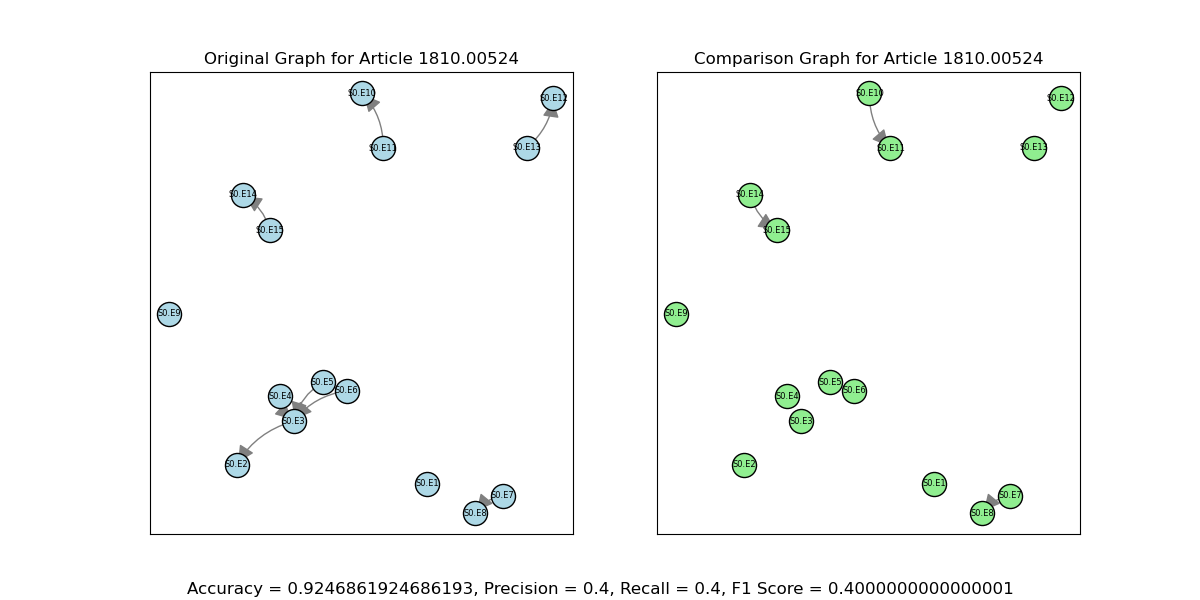 Original Graph for Article 1810.00524
Comparison Graph for Article 1810.00524
S0.E10
S0.E12
S0.E11
S0.E13
S0.E14
S0.E15
S0.E9
S0.E5
S0.E6
S0.E4
S0.E3
S0.E2
S0.E1
S0.E7
S0.E8
S0.E10
S0.E12
S0.E11
S0.E13
S0.E14
S0.E15
S0.E9
S0.E5
S0.E6
S0.E4
S0.E3
S0.E2
S0.E1
S0.E7
S0.E8
Accuracy = 0.9246861924686193, Precision = 0.4, Recall = 0.4, F1 Score = 0.4000000000000001